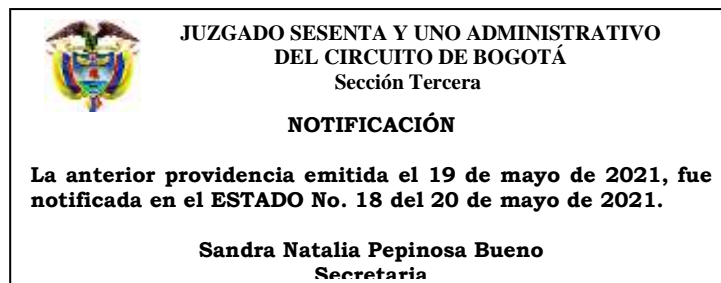 JUZGADO SESENTA Y UNO ADMINISTRATIVO
DEL CIRCUITO DE BOGOTÁ
Sección Tercera
NOTIFICACIÓN
La anterior providencia emitida el 19 de mayo de 2021, fue
notificada en el ESTADO No. 18 del 20 de mayo de 2021.
Sandra Natalia Pepinosa Bueno
Secretaria